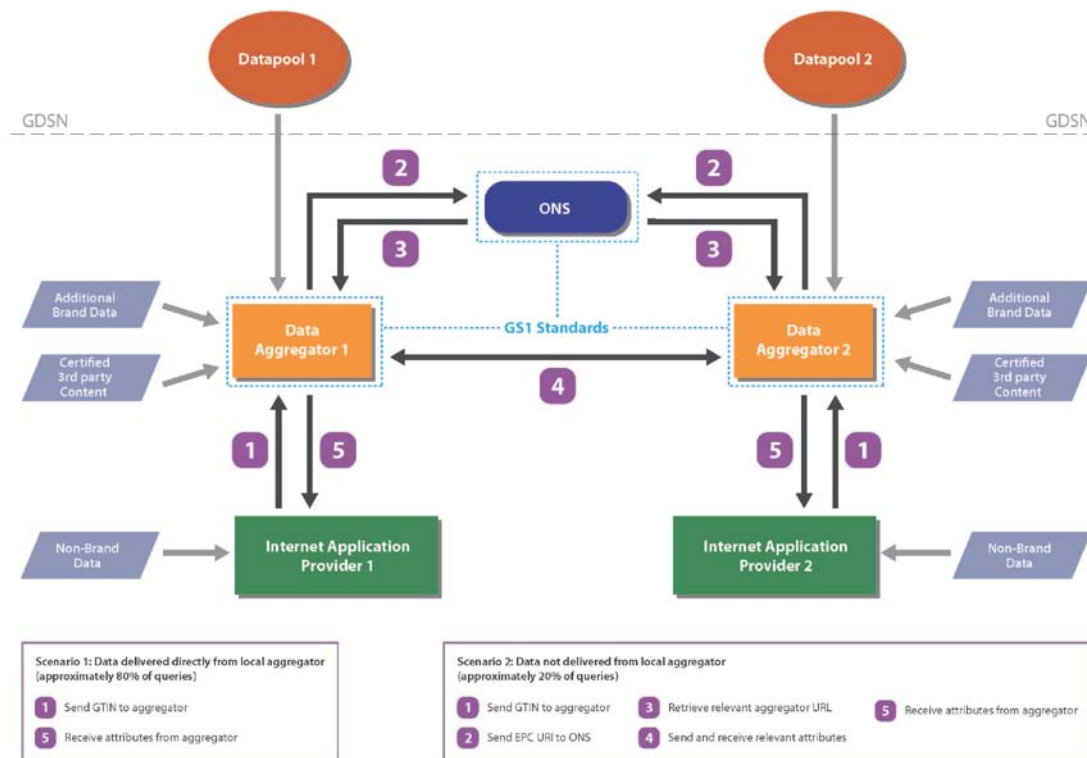 Datapool 1
Datapool 2
GDSN
GDSN
2
2
ONS
3
3
Additional
Brand Data
Additional
Brand Data
Data
Aggregator 1
GS1 Standards
Data
Aggregator 2
Certified
3rd party
Content
Certified
3rd party
Content
4
1
5
5
1
Non-Brand
Data
Internet Application
Provider 1
Internet Application
Provider 2
Non-Brand
Data
Scenario 1: Data delivered directly from local aggregator
(approximately 80% of queries)
1 Send GTIN to aggregator
5 Receive attributes from aggregator
Scenario 2: Data not delivered from local aggregator
(approximately 20% of queries)
1 Send GTIN to aggregator
2 Send EPC URI to ONS
3 Retrieve relevant aggregator URL
4 Send and receive relevant attributes
5 Receive attributes from aggregator